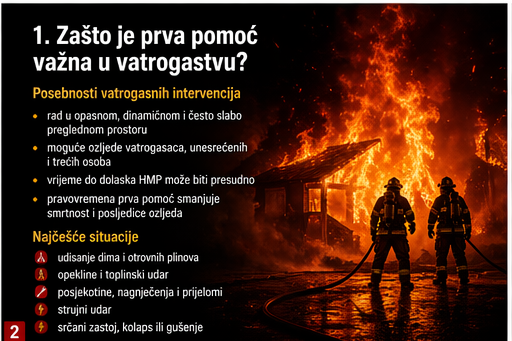 1. Zašto je prva pomoć
važna u vatrogastvu?
Posebnosti vatrogasnih intervencija
• rad u opasnom, dinamičnom i često slabo
preglednom prostoru
• moguće ozljede vatrogasaca, unesrećenih
i trećih osoba
• vrijeme do dolaska HMP može biti presudno
• pravovremena prva pomoć smanjuje
smrtnost i posljedice ozljeda
Najčešće situacije
udisanje dima i otrovnih plinova
opekline i toplinski udar
posjekotine, nagnječenja i prijelomi
strujni udar
srčani zastoj, kolaps ili gušenje
2